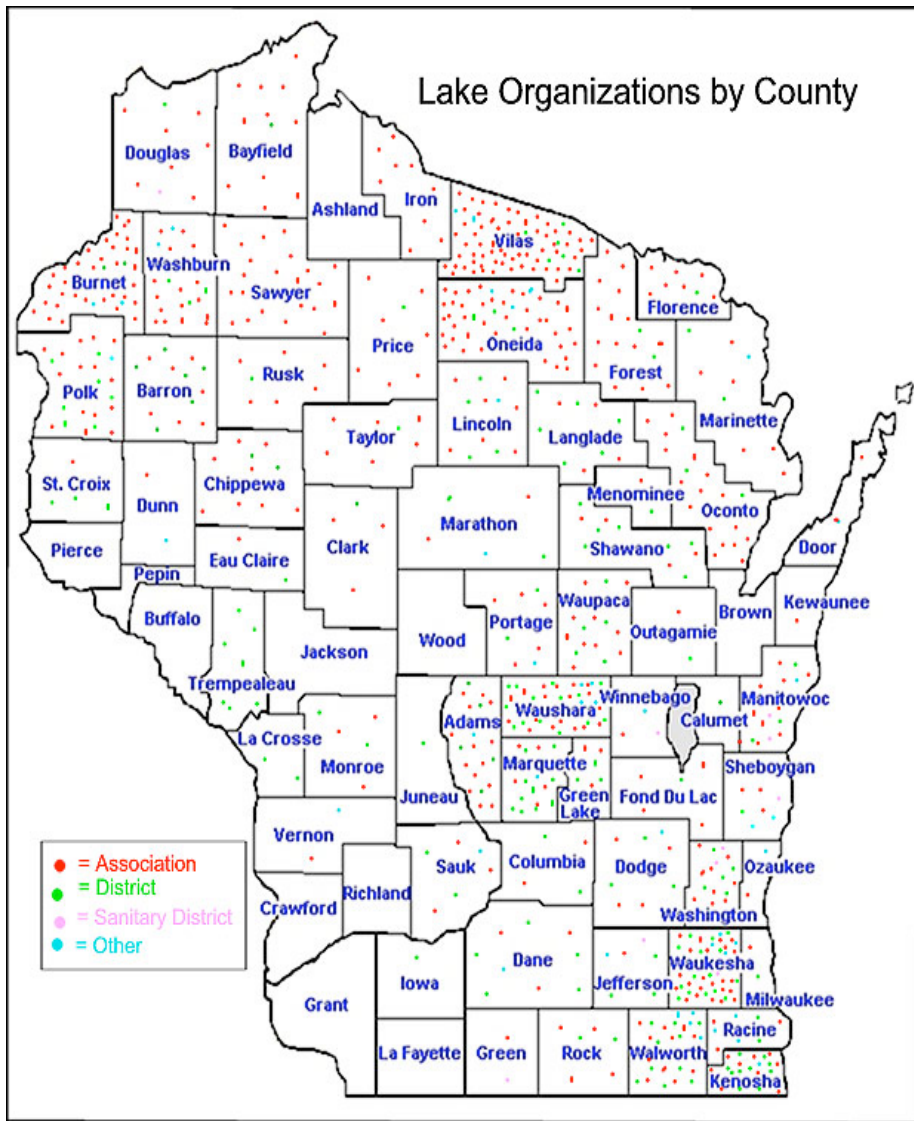 Lake Organizations by County
Douglas
Bayfield
Ashland
Iron
Vilas
Burnet
Washburn
Sawyer
Florence
Price
Oneida
Forest
Polk
Barron
Rusk
Lincoln
Langlade
Marinette
Taylor
St. Croix
Dunn
Chippewa
Menominee
Oconto
Marathon
Clark
Shawano
Door
Pierce
Pepin
Eau Claire
Buffalo
Waupaca
Brown
Kewaunee
Portage
Outagamie
Wood
Jackson
Trempealeau
Adams
Waushara
Winnebago
Calumet
Manitowoc
La Crosse
Monroe
Marquette
Sheboygan
Juneau
Green
Lake
Fond Du Lac
Vernon
Sauk
Columbia
Dodge
Ozaukee
Richland
Crawford
Washington
= Association
= District
= Sanitary District
= Other
Dane
Jefferson
Waukesha
Milwaukee
Iowa
Grant
Racine
La Fayette
Green
Rock
Walworth
Kenosha